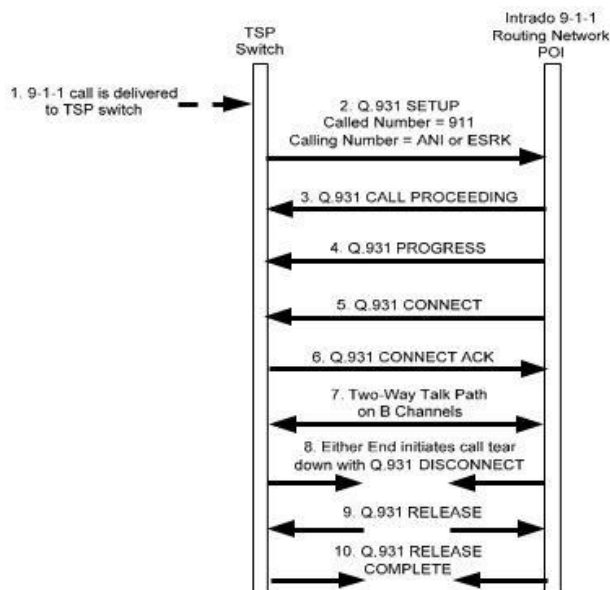 TSP
Switch
Intrado 9-1-1
Routing Network
POI
1. 9-1-1 call is delivered
to TSP switch
2. Q.931 SETUP
Called Number = 911
Calling Number = ANI or ESRK
3. Q.931 CALL PROCEEDING
4. Q.931 PROGRESS
5. Q.931 CONNECT
6. Q.931 CONNECT ACK
7. Two-Way Talk Path
on B Channels
8. Either End initiates call tear
down with Q.931 DISCONNECT
9. Q.931 RELEASE
10. Q.931 RELEASE
COMPLETE